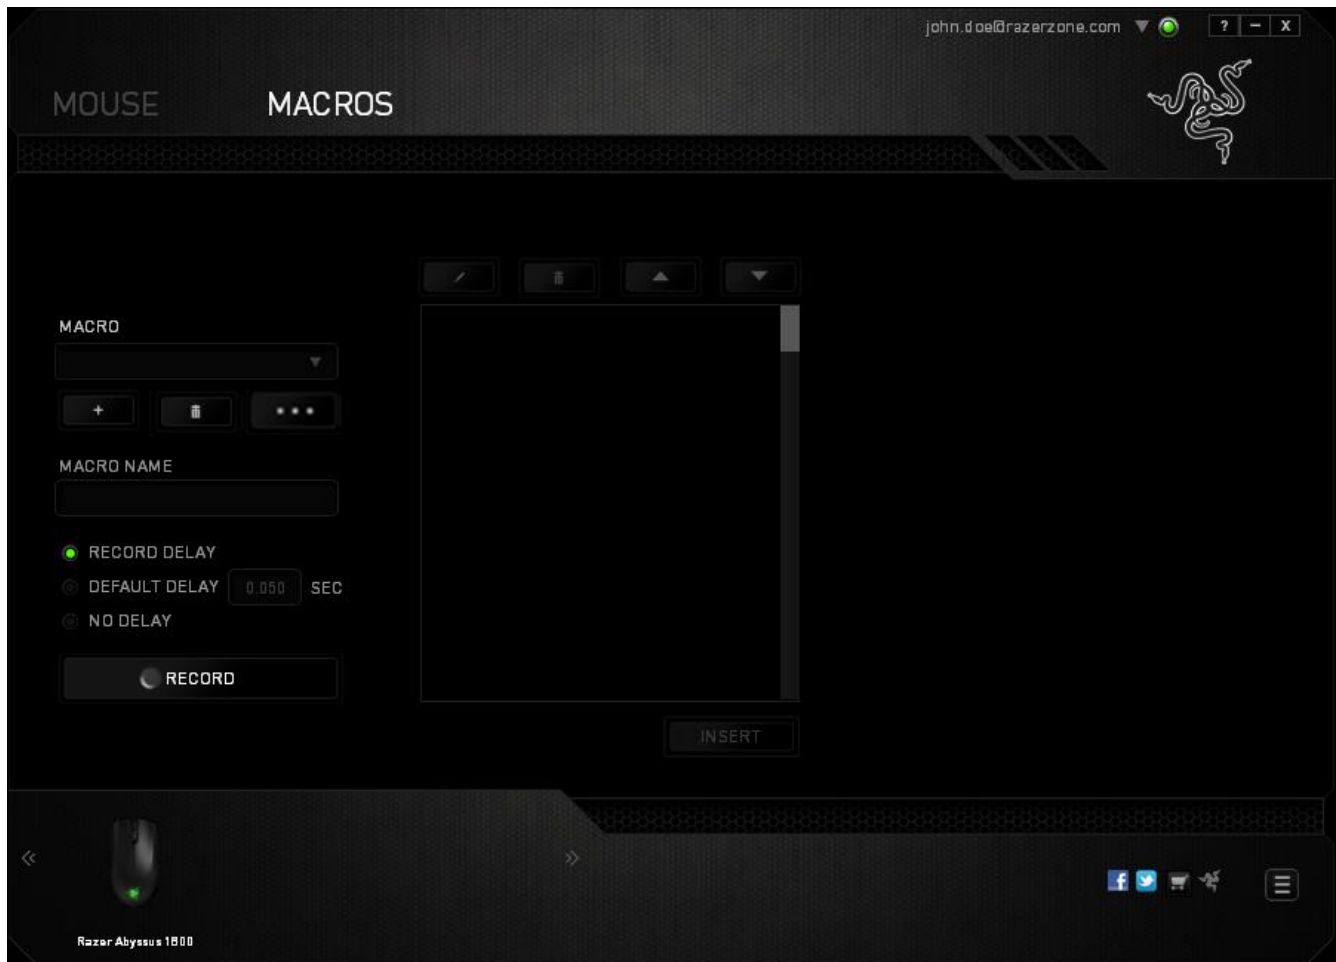 john.doe@razerzone.com ? – X
MOUSE MACROS
MACRO
MACRO NAME
RECORD DELAY
DEFAULT DELAY 0.050 SEC
NO DELAY
RECORD
INSERT
Razer Abyssus 1800